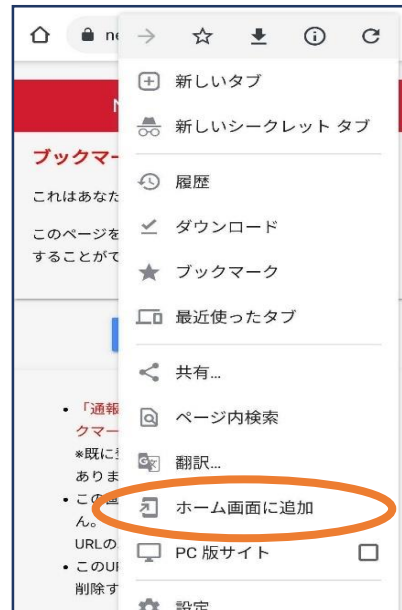 ne
新しいタブ
N
新しいシークレット タブ
ブックマー
履歴
これはあなた
ダウンロード
このページを
することがで
ブックマーク
最近使ったタブ
共有...
「通報
ページ内検索
クマー
*既に
翻訳...
ありま
この
ホーム画面に追加
ん。
URLの
PC 版サイト
このU
削除す
設定